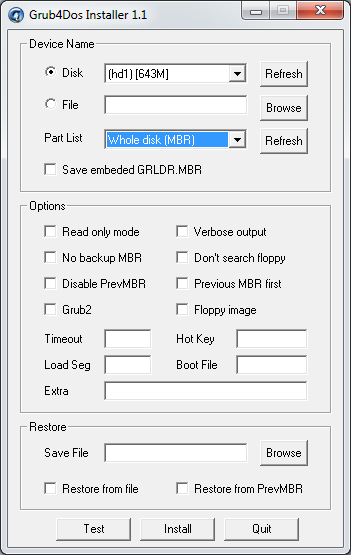 Grub4Dos Installer 1.1
Device Name
Disk (hd1) [643M] Refresh
File Browse
Part List Whole disk (MBR) Refresh
Save embeded GRLDR.MBR
Options
Read only mode Verbose output
No backup MBR Don't search floppy
Disable PrevMBR Previous MBR first
Grub2 Floppy image
Timeout Hot Key
Load Seg Boot File
Extra
Restore
Save File Browse
Restore from file Restore from PrevMBR
Test Install Quit